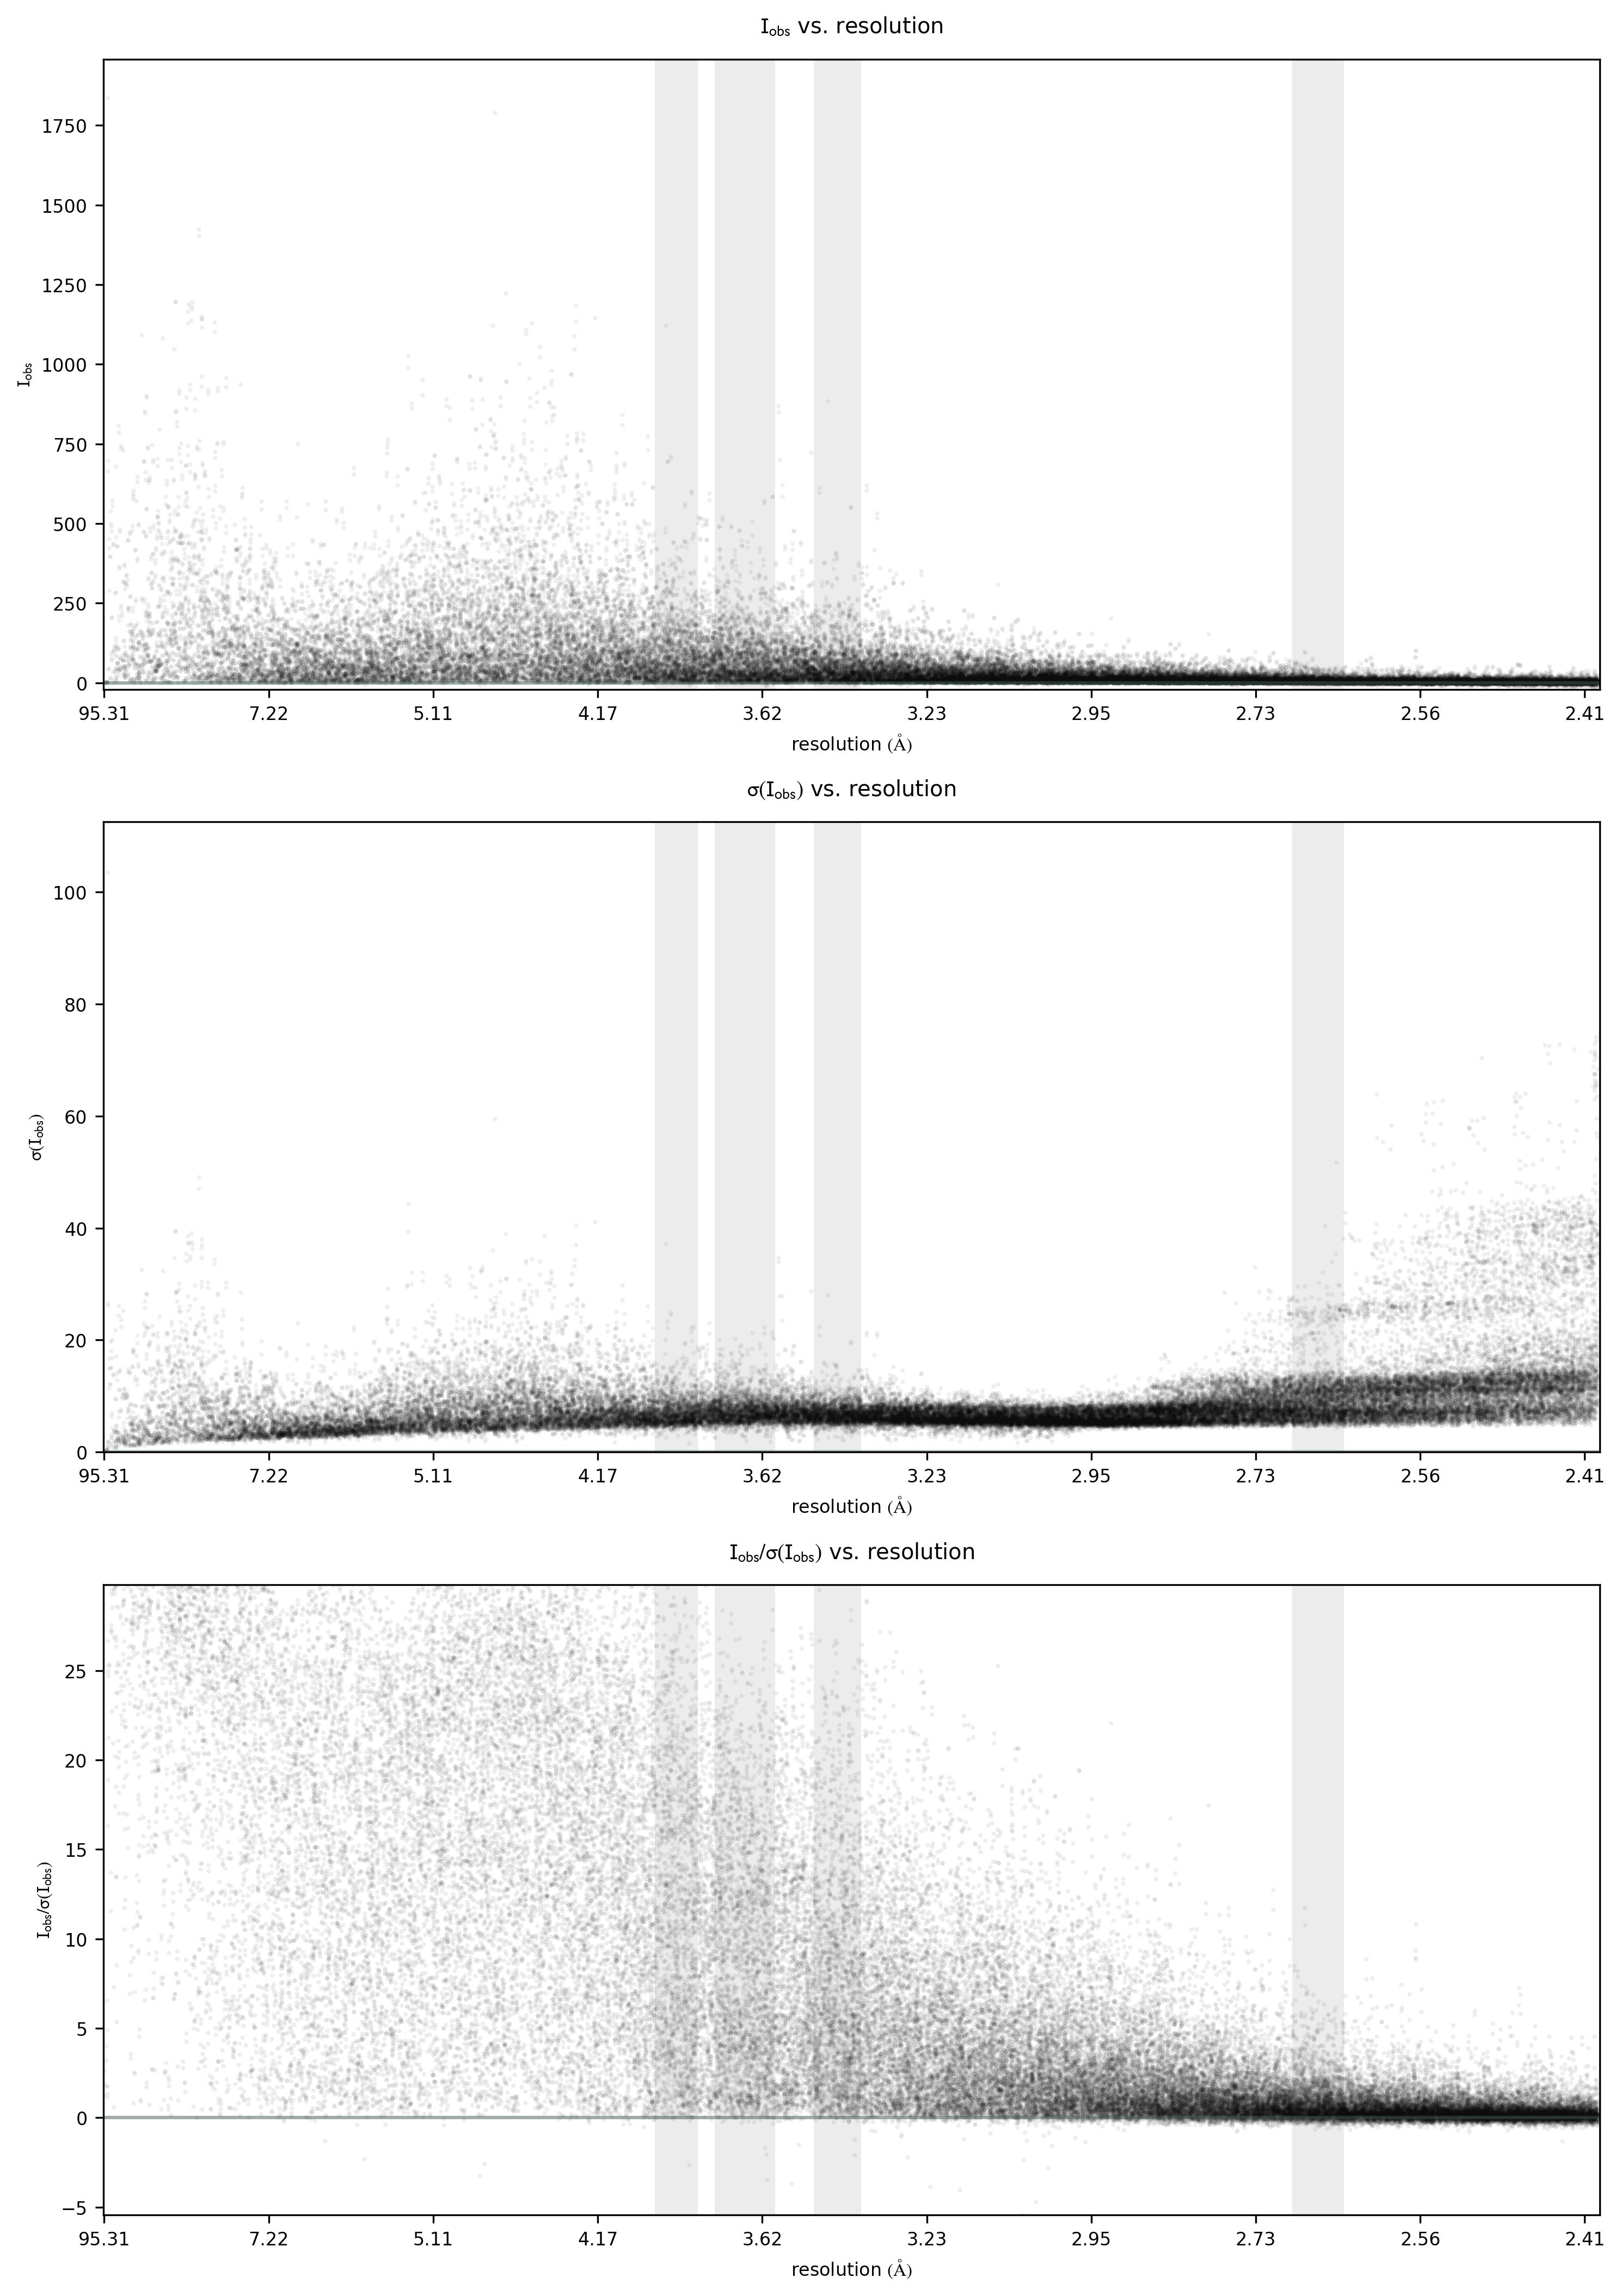 I_obs vs. resolution
I_obs
1750
1500
1250
1000
750
500
250
0
95.31 7.22 5.11 4.17 3.62 3.23 2.95 2.73 2.56 2.41
resolution (Å)
σ(I_obs) vs. resolution
σ(I_obs)
100
80
60
40
20
0
95.31 7.22 5.11 4.17 3.62 3.23 2.95 2.73 2.56 2.41
resolution (Å)
I_obs/σ(I_obs) vs. resolution
I_obs/σ(I_obs)
25
20
15
10
5
0
−5
95.31 7.22 5.11 4.17 3.62 3.23 2.95 2.73 2.56 2.41
resolution (Å)